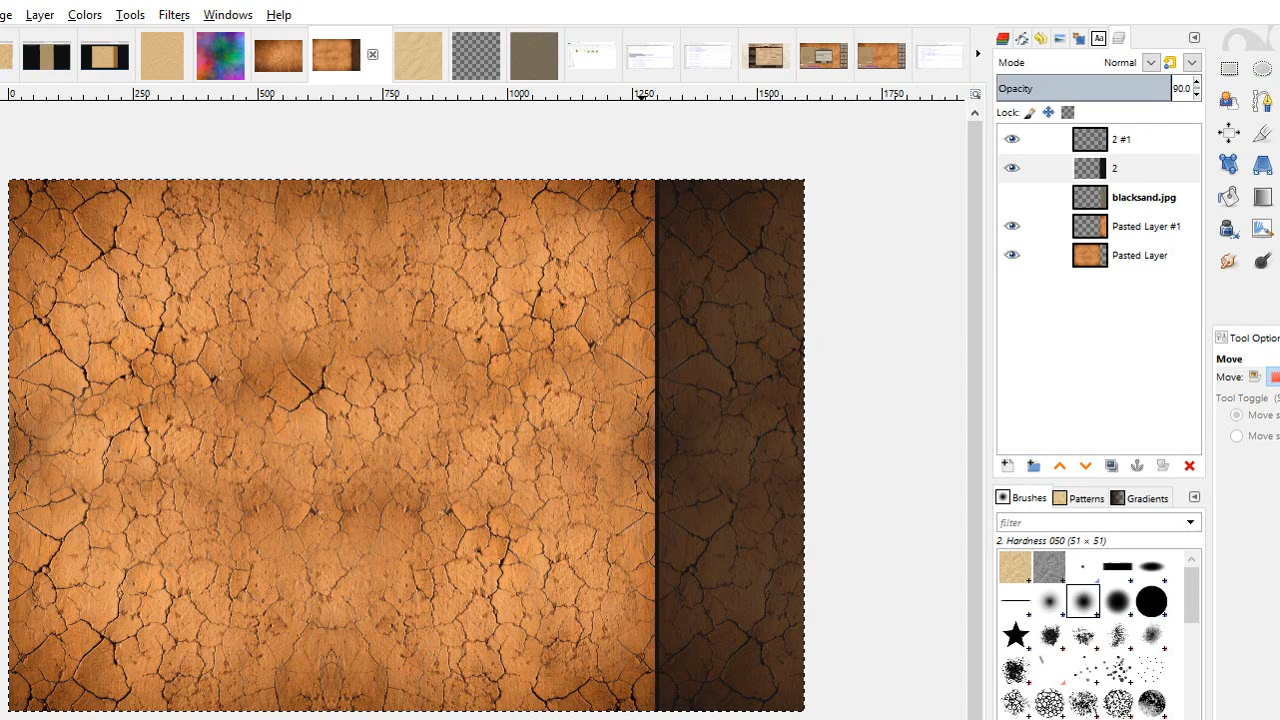 ge Layer Colors Tools Filters Windows Help
0 250 500 750 1000 1250 1500 1750
Mode Normal
Opacity 90.0
Lock:
2 #1
2
blacksand.jpg
Pasted Layer #1
Pasted Layer
Tool Option
Move
Move:
Tool Toggle (S
Move s
Move s
Brushes Patterns Gradients
filter
2. Hardness 050 (51 × 51)